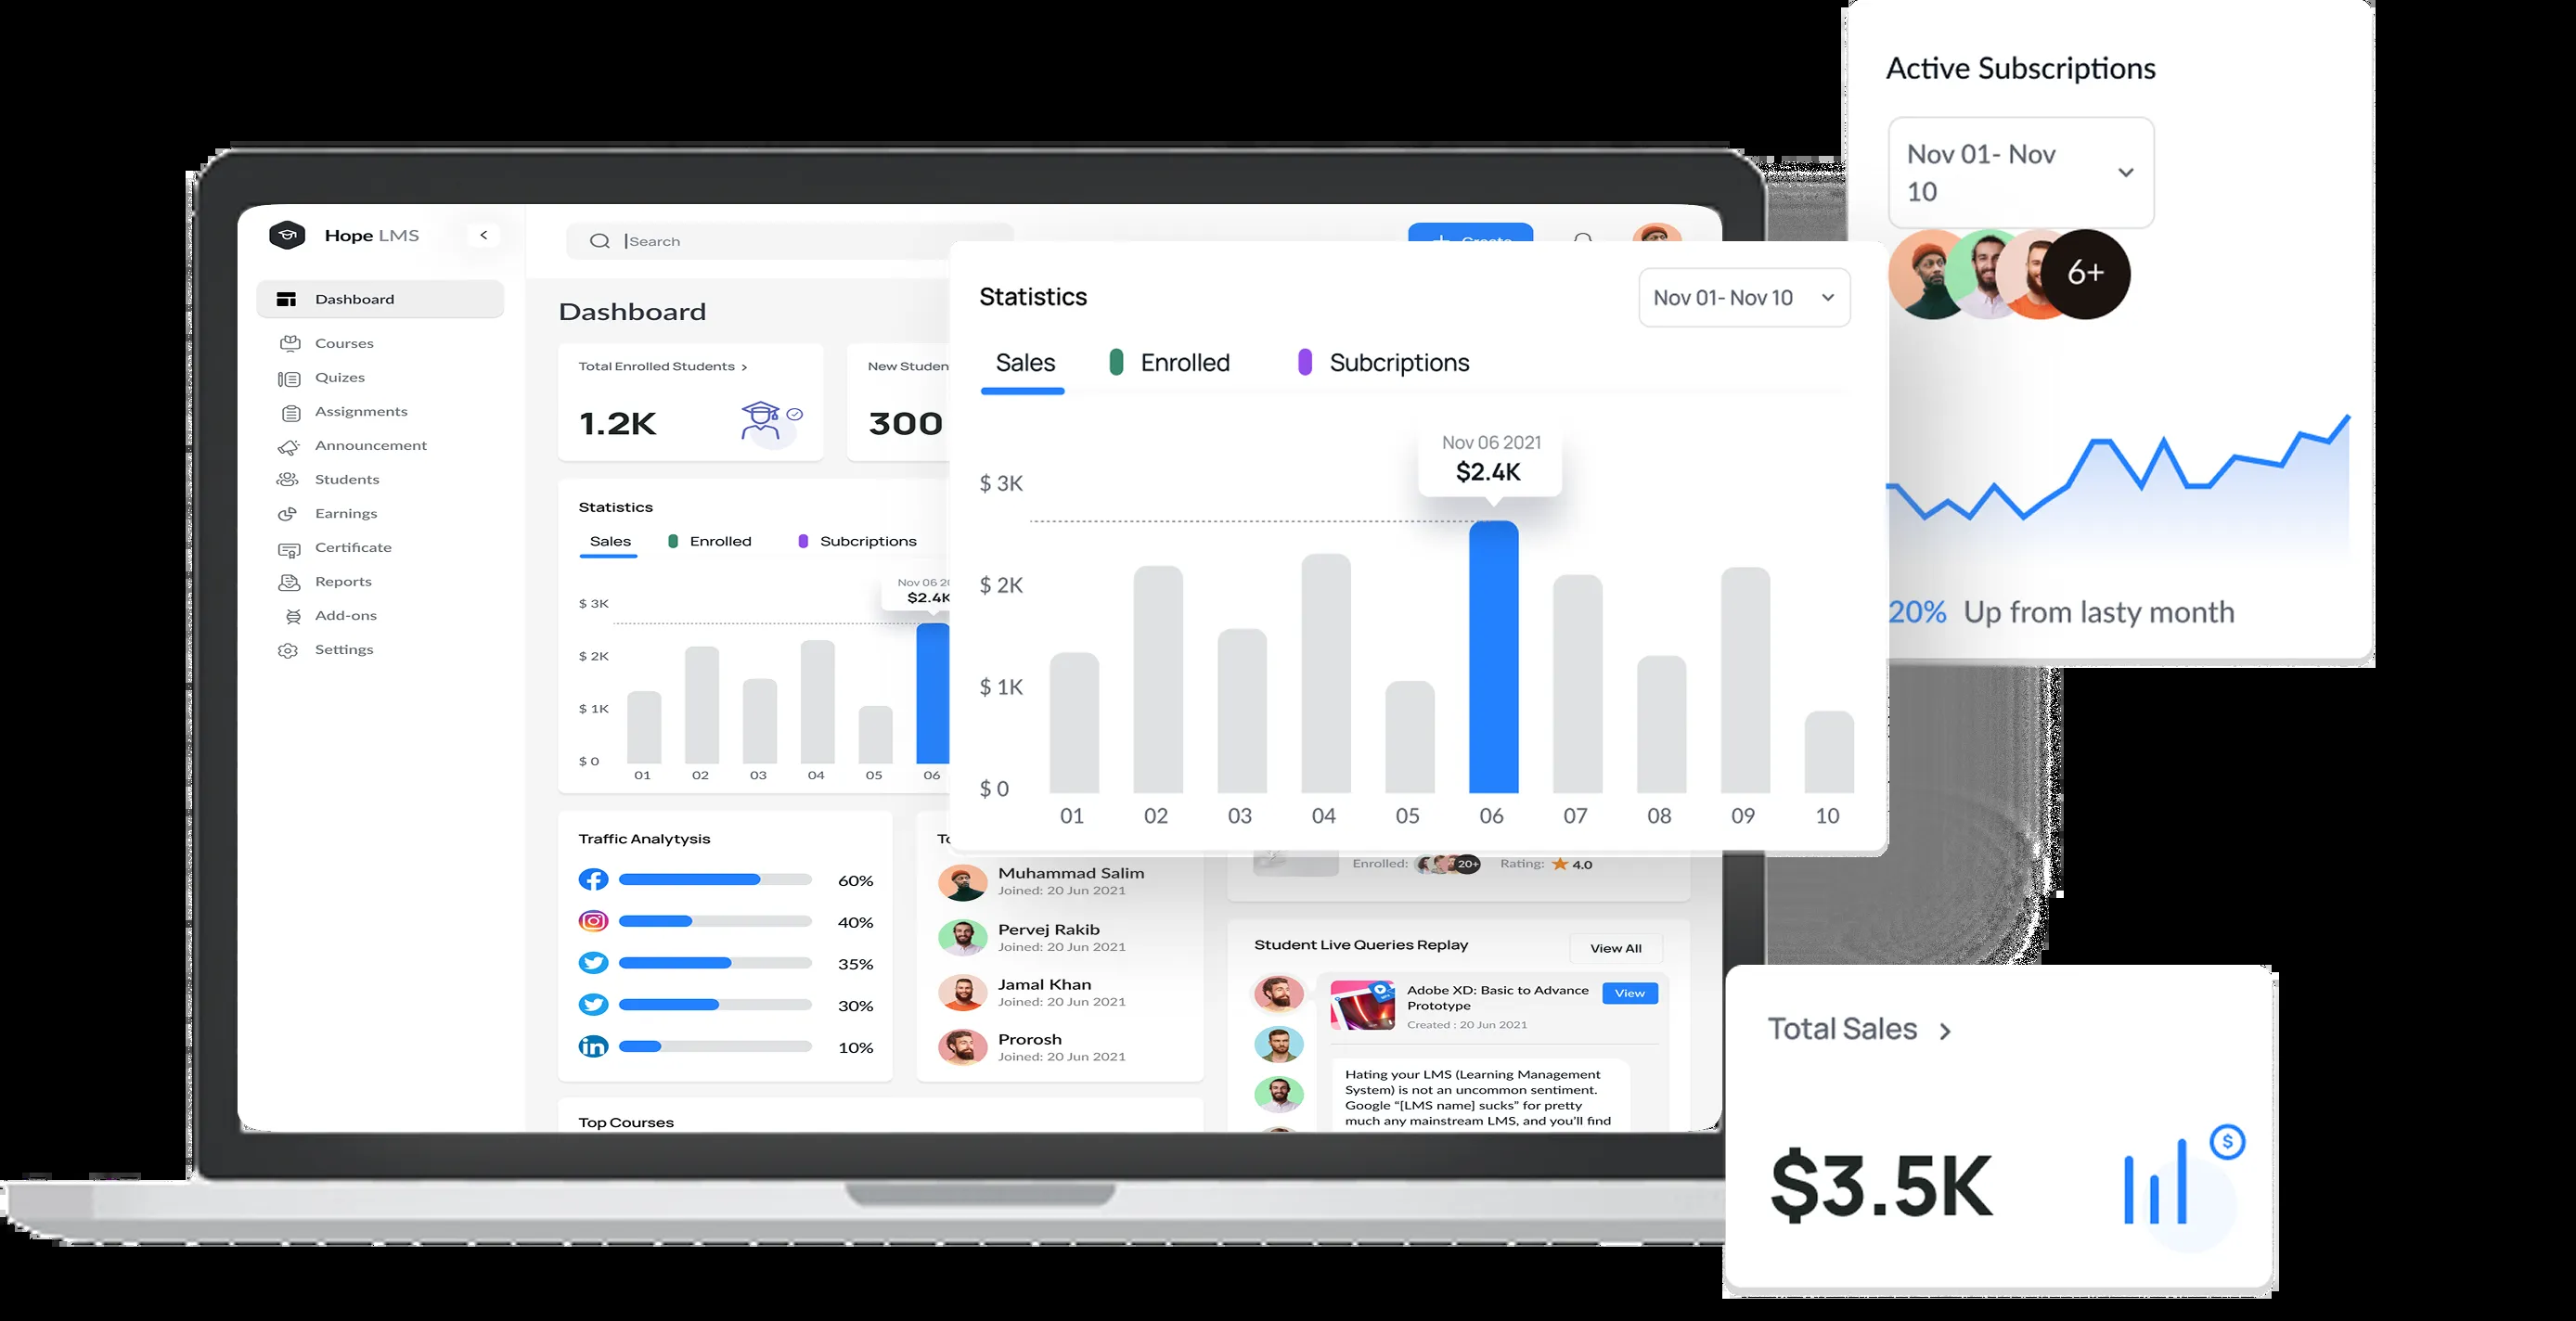 Active Subscriptions
Nov 01- Nov
10
6+
20% Up from lasty month
Hope LMS
Search
Dashboard
Courses
Quizes
Assignments
Announcement
Students
Earnings
Certificate
Reports
Add-ons
Settings
Dashboard
Total Enrolled Students >
1.2K
300
Statistics
Sales
Enrolled
Subcriptions
Nov 06
$2.4K
$ 3K
$ 2K
$ 1K
$ 0
01 02 03 04 05 06
Statistics
Nov 01- Nov 10
Sales
Enrolled
Subcriptions
Nov 06 2021
$2.4K
$ 3K
$ 2K
$ 1K
$ 0
01 02 03 04 05 06 07 08 09 10
Traffic Analytysis
60%
40%
35%
30%
in
10%
Muhammad Salim
Joined: 20 Jun 2021
Pervej Rakib
Joined: 20 Jun 2021
Jamal Khan
Joined: 20 Jun 2021
Prorosh
Joined: 20 Jun 2021
Enrolled: 20+ Rating: 4.0
Student Live Queries Replay
View All
Adobe XD: Basic to Advance
Prototype
View
Created : 20 Jun 2021
Hating your LMS (Learning Management
System) is not an uncommon sentiment.
Google “[LMS name] sucks” for pretty
much any mainstream LMS, and you'll find
Top Courses
Total Sales >
$3.5K
$